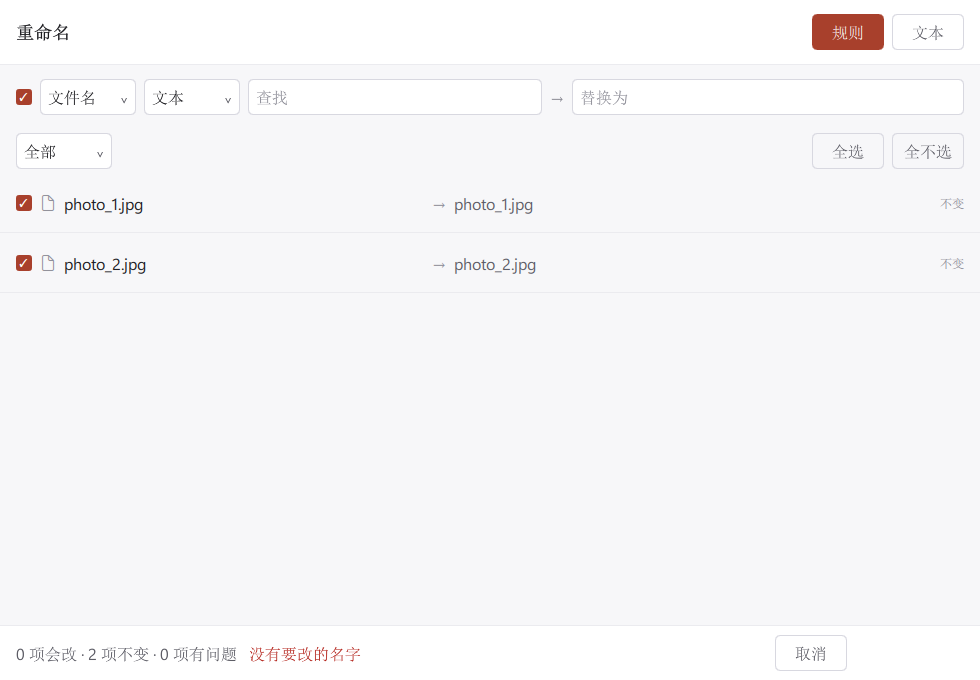 重命名 规则 文本
文件名 文本 查找 → 替换为
全部 全选 全不选
photo_1.jpg → photo_1.jpg 不变
photo_2.jpg → photo_2.jpg 不变
0 项会改 · 2 项不变 · 0 项有问题 没有要改的名字 取消